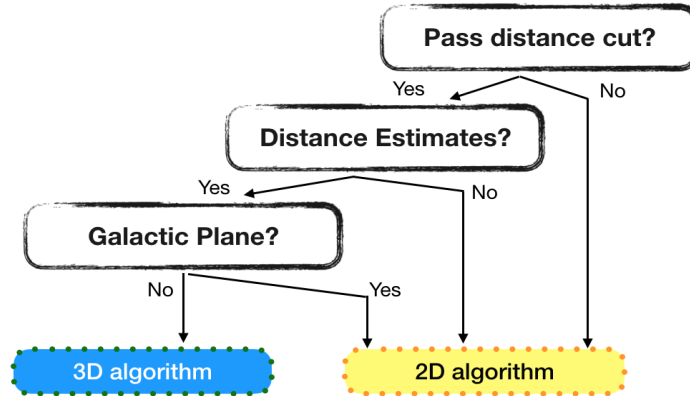 Pass distance cut?
Yes
No
Distance Estimates?
Yes
No
Galactic Plane?
No
Yes
3D algorithm
2D algorithm